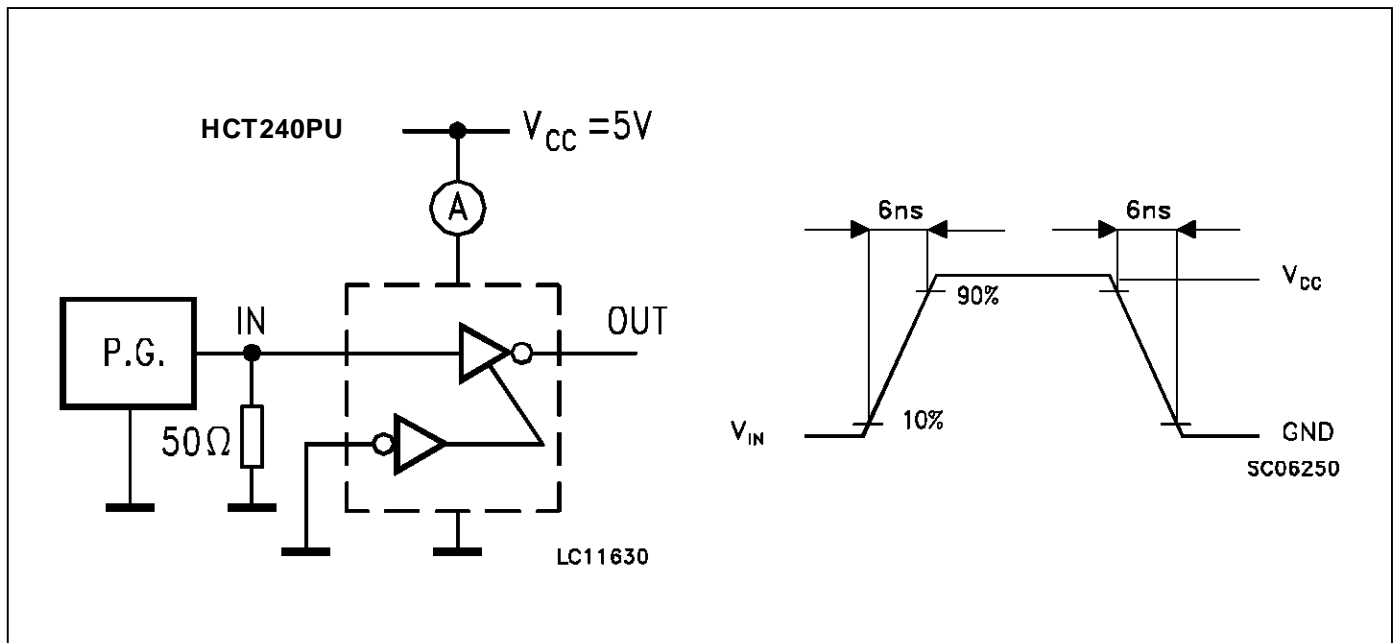 HCT240PU
V_CC =5V
A
P.G.
IN
OUT
50Ω
LC11630
6ns
6ns
V_CC
90%
10%
V_IN
GND
SC06250